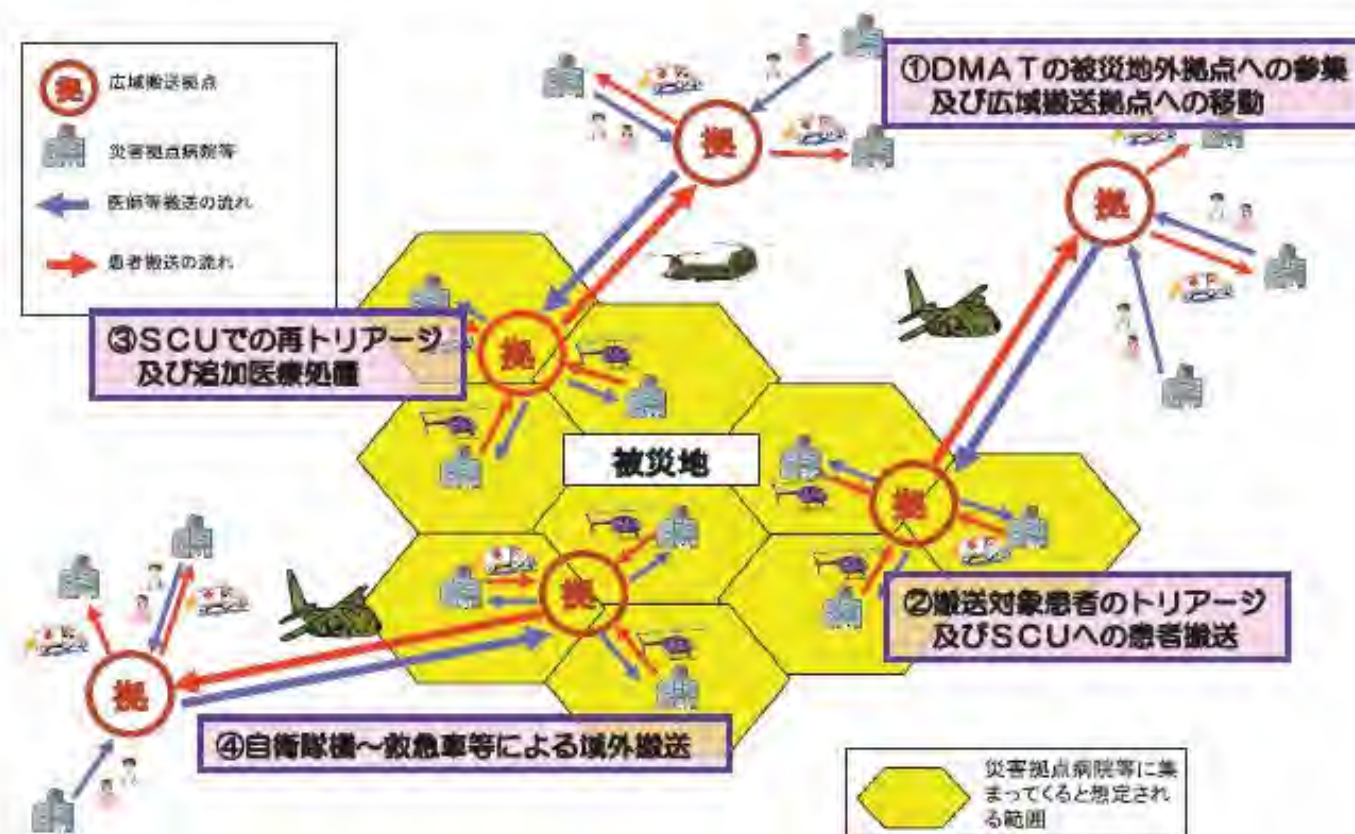 拠
広域搬送拠点
災害拠点病院等
医師等搬送の流れ
患者搬送の流れ
①DMATの被災地外拠点への参集
及び広域搬送拠点への移動
拠
拠
③SCUでの再トリアージ
及び追加医療処置
拠
被災地
拠
②搬送対象患者のトリアージ
及びSCUへの患者搬送
拠
拠
④自衛隊機～救急車等による域外搬送
災害拠点病院等に集
まってくると想定され
る範囲